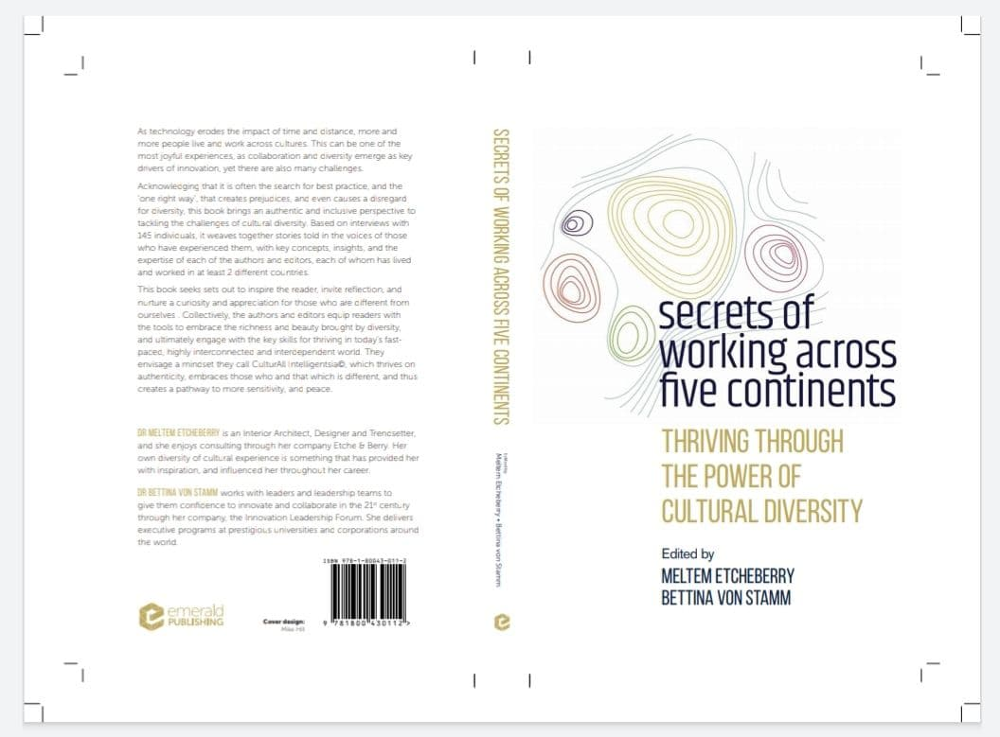 As technology erodes the impact of time and distance, more and
more people live and work across cultures. This can be one of the
most joyful experiences, as collaboration and diversity emerge as key
drivers of innovation, yet there are also many challenges.
Acknowledging that it is often the search for best practice, and the
'one right way', that creates prejudices, and even causes a disregard
for diversity, this book brings an authentic and inclusive perspective to
tackling the challenges of cultural diversity. Based on interviews with
145 individuals, it weaves together stories told in the voices of those
who have experienced them, with key concepts, insights, and the
expertise of each of the authors and editors, each of whom has lived
and worked in at least 2 different countries.
This book seeks sets out to inspire the reader, invite reflection, and
nurture a curiosity and appreciation for those who are different from
ourselves . Collectively, the authors and editors equip readers with
the tools to embrace the richness and beauty brought by diversity,
and ultimately engage with the key skills for thriving in today's fast-
paced, highly interconnected and interdependent world. They
envisage a mindset they call CulturAll Intelligentsia©, which thrives on
authenticity, embraces those who and that which is different, and thus
creates a pathway to more sensitivity, and peace.
DR MELTEM ETCHEBERRY is an Interior Architect, Designer and Trendsetter,
and she enjoys consulting through her company Etche & Berry. Her
own diversity of cultural experience is something that has provided her
with inspiration, and influenced her throughout her career.
DR BETTINA VON STAMM works with leaders and leadership teams to
give them confidence to innovate and collaborate in the 21st century
through her company, the Innovation Leadership Forum. She delivers
executive programs at prestigious universities and corporations around
the world.
ISBN 978-1-80043-011-2
9 781800 430112 >
emerald
PUBLISHING
Cover design:
Mike Hill
SECRETS OF WORKING ACROSS FIVE CONTINENTS
Edited by
Meltem Etcheberry • Bettina von Stamm
secrets of
working across
five continents
THRIVING THROUGH
THE POWER OF
CULTURAL DIVERSITY
Edited by
MELTEM ETCHEBERRY
BETTINA VON STAMM